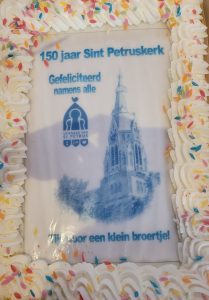 150 jaar Sint Petruskerk
Gefeliciteerd
namens alle
voor een klein broertje!